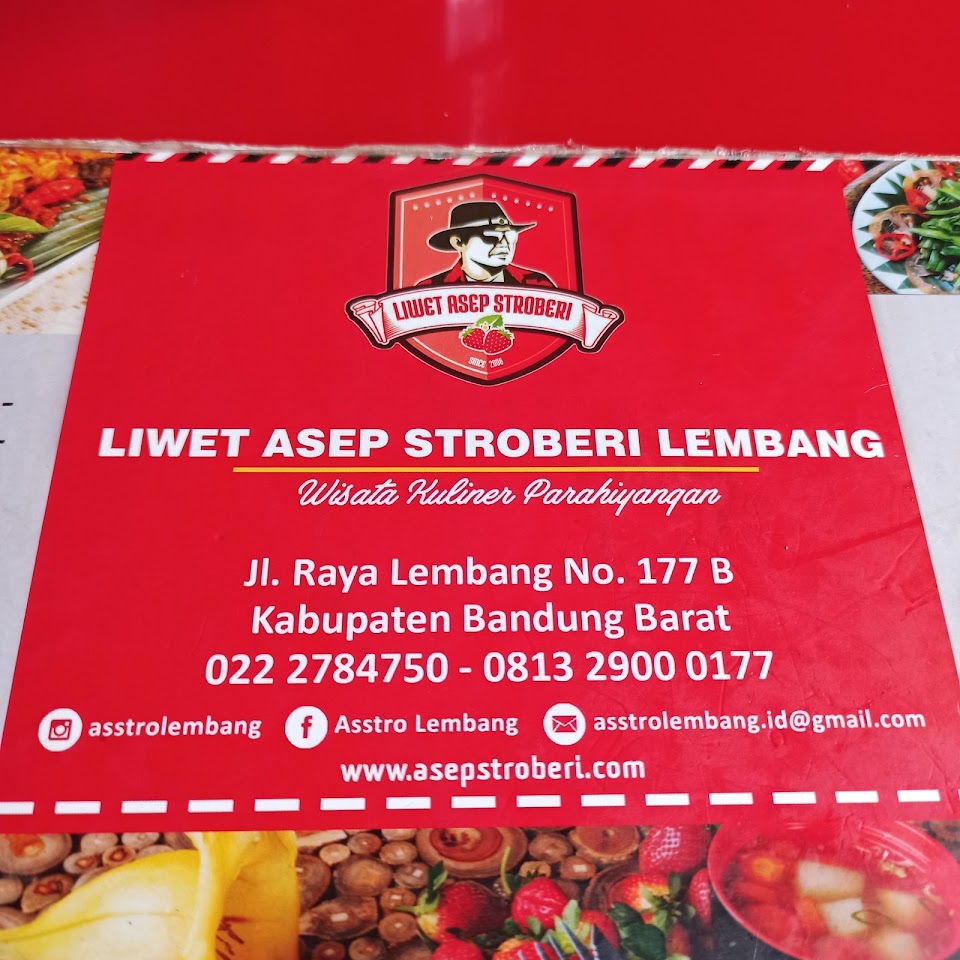 LIWET ASEP STROBERI
SINCE 2006
LIWET ASEP STROBERI LEMBANG
Wisata Kuliner Parahiyangan
Jl. Raya Lembang No. 177 B
Kabupaten Bandung Barat
022 2784750 - 0813 2900 0177
asstrolembang Asstro Lembang asstrolembang.id@gmail.com
www.asepstroberi.com